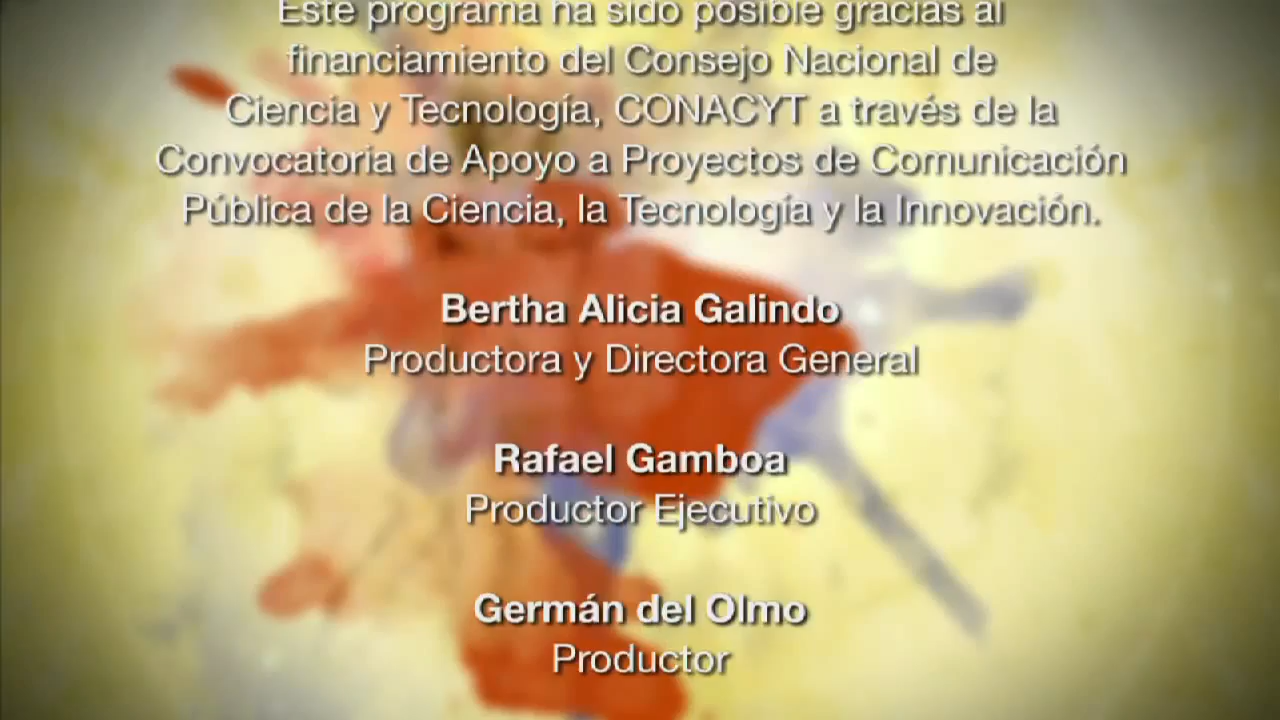 Este programa ha sido posible gracias al
financiamiento del Consejo Nacional de
Ciencia y Tecnología, CONACYT a través de la
Convocatoria de Apoyo a Proyectos de Comunicación
Pública de la Ciencia, la Tecnología y la Innovación.
Bertha Alicia Galindo
Productora y Directora General
Rafael Gamboa
Productor Ejecutivo
Germán del Olmo
Productor